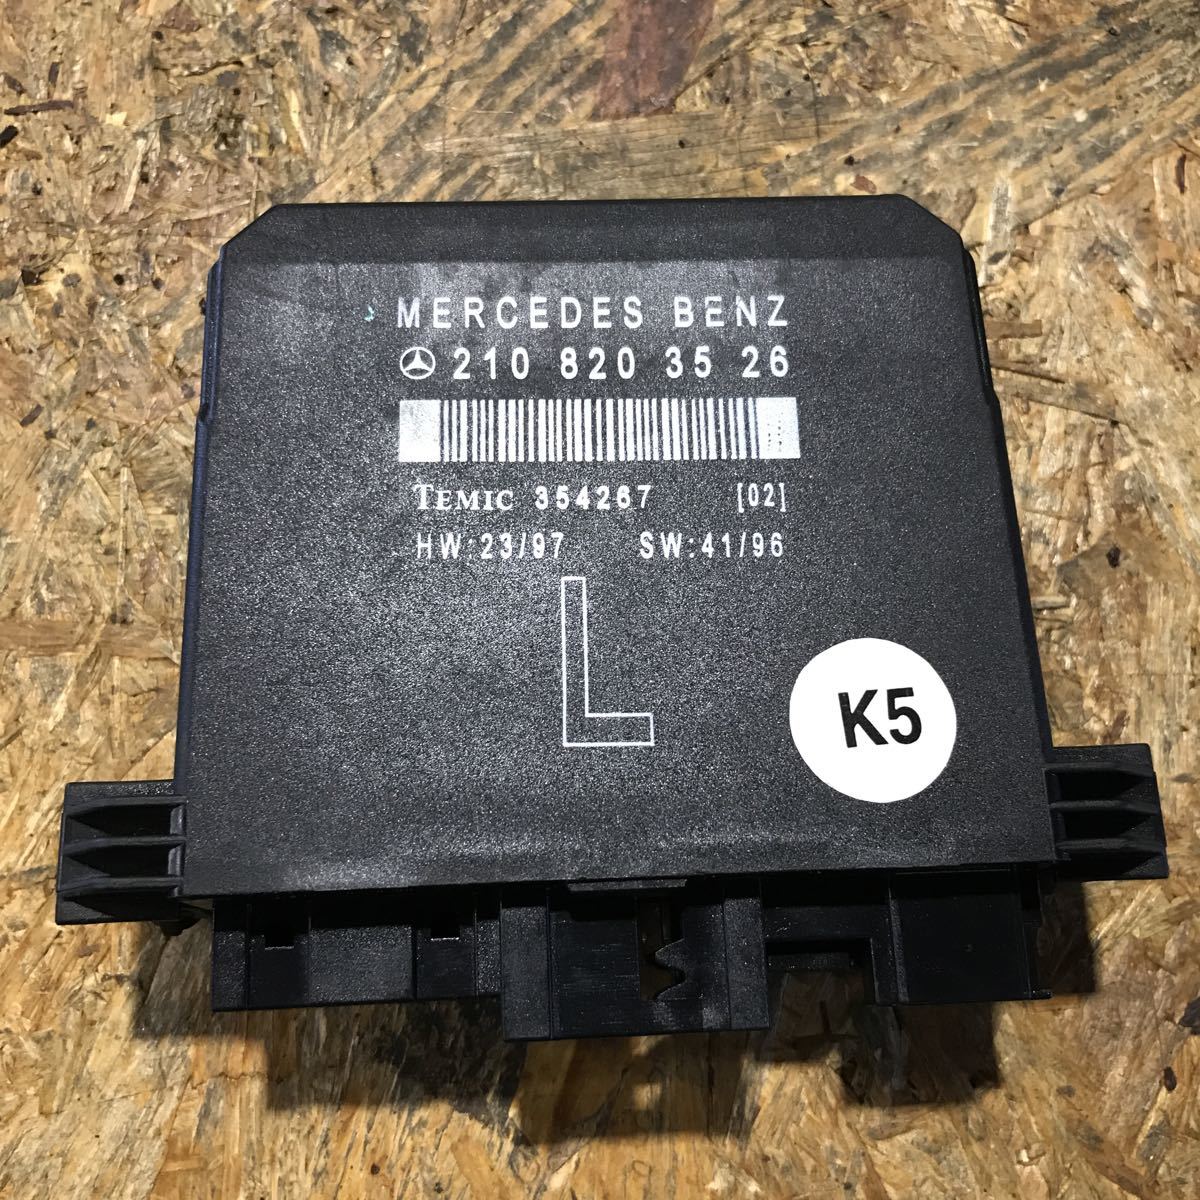 MERCEDES BENZ
210 820 35 26
TEMIC 354267 [02]
HW:23/97 SW:41/96
L
K5